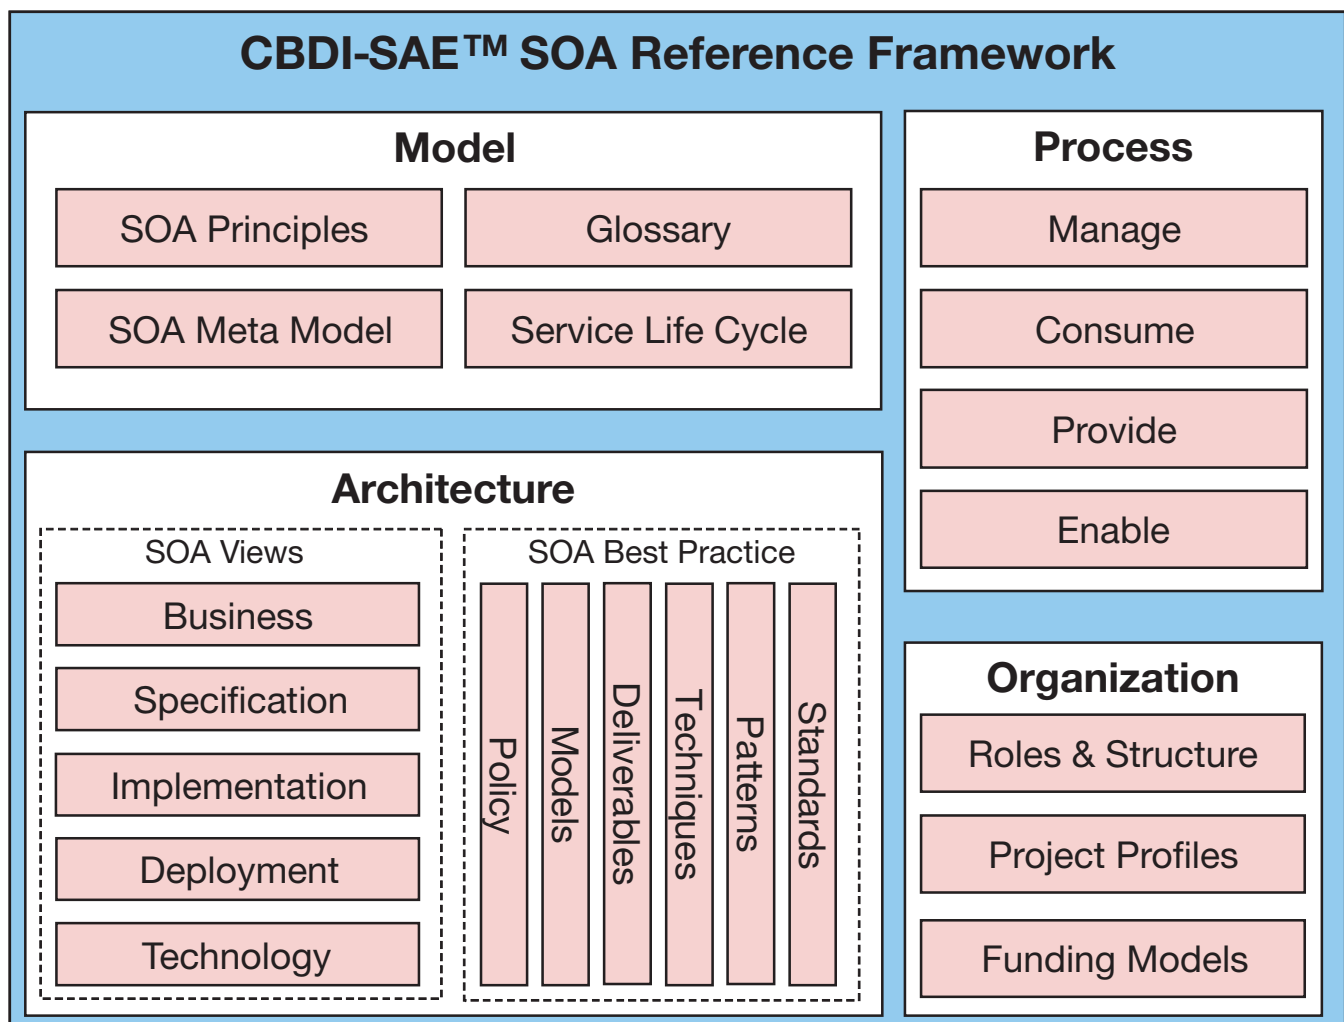 CBDI-SAE™ SOA Reference Framework
Model
SOA Principles
Glossary
SOA Meta Model
Service Life Cycle
Process
Manage
Consume
Provide
Enable
Architecture
SOA Views
Business
Specification
Implementation
Deployment
Technology
SOA Best Practice
Policy
Models
Deliverables
Techniques
Patterns
Standards
Organization
Roles & Structure
Project Profiles
Funding Models